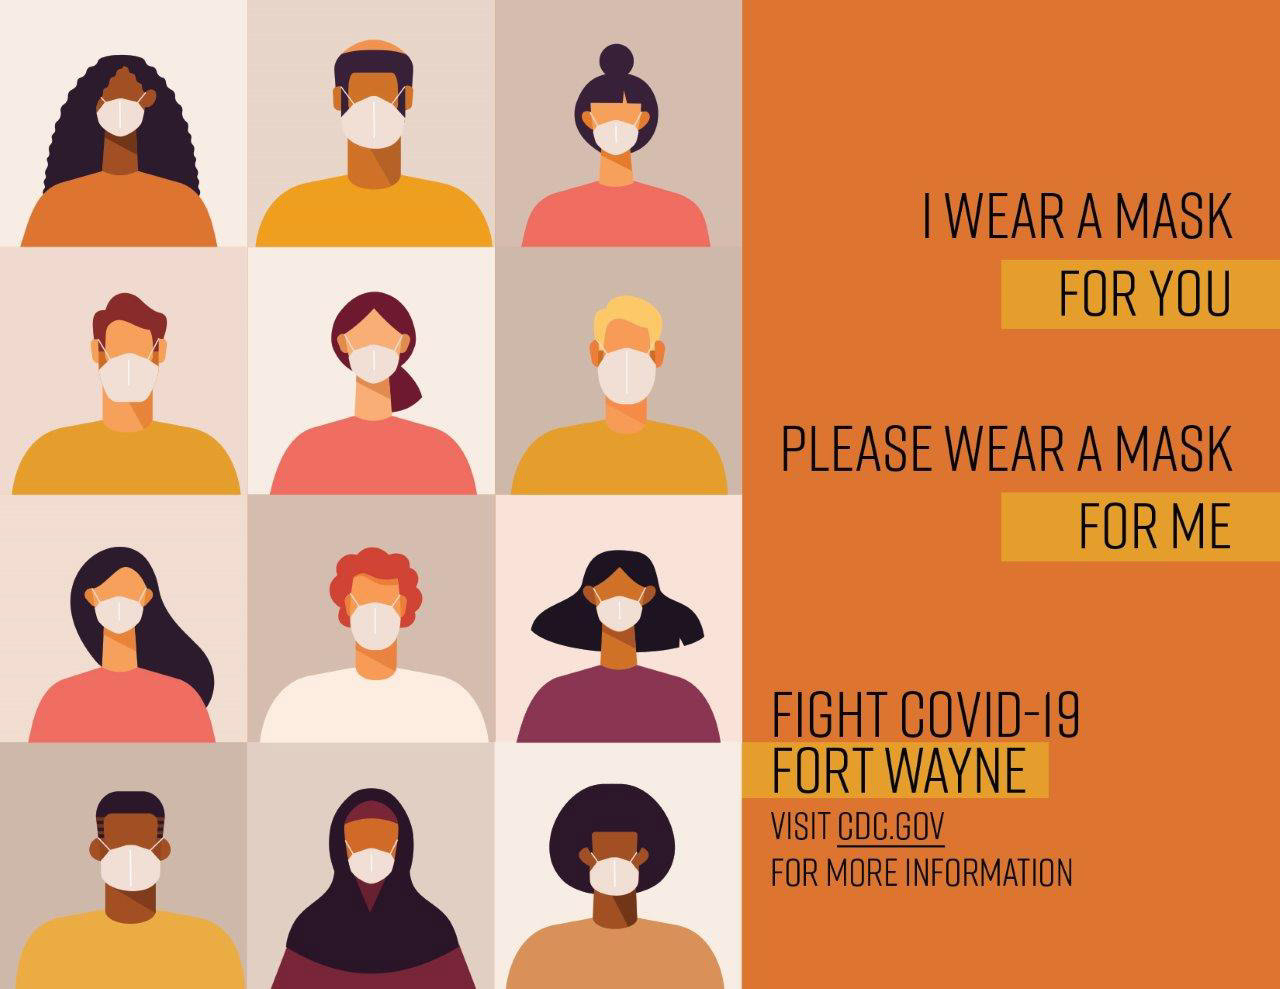 I WEAR A MASK
FOR YOU
PLEASE WEAR A MASK
FOR ME
FIGHT COVID-19
FORT WAYNE
VISIT CDC.GOV
FOR MORE INFORMATION